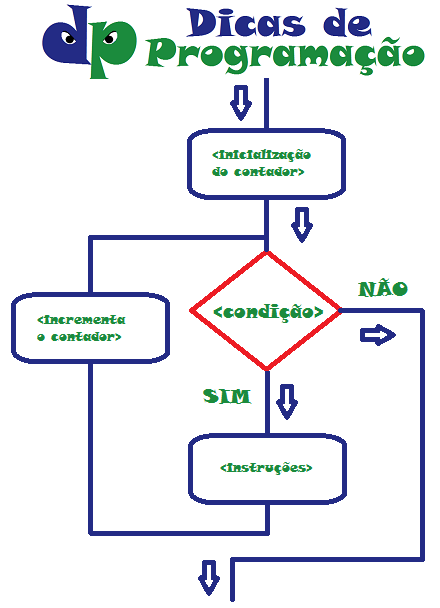 dp
Dicas de
Programação
<Inicialização
do contador>
<condição>
NÃO
<Incrementa
o contador>
SIM
<Instruções>